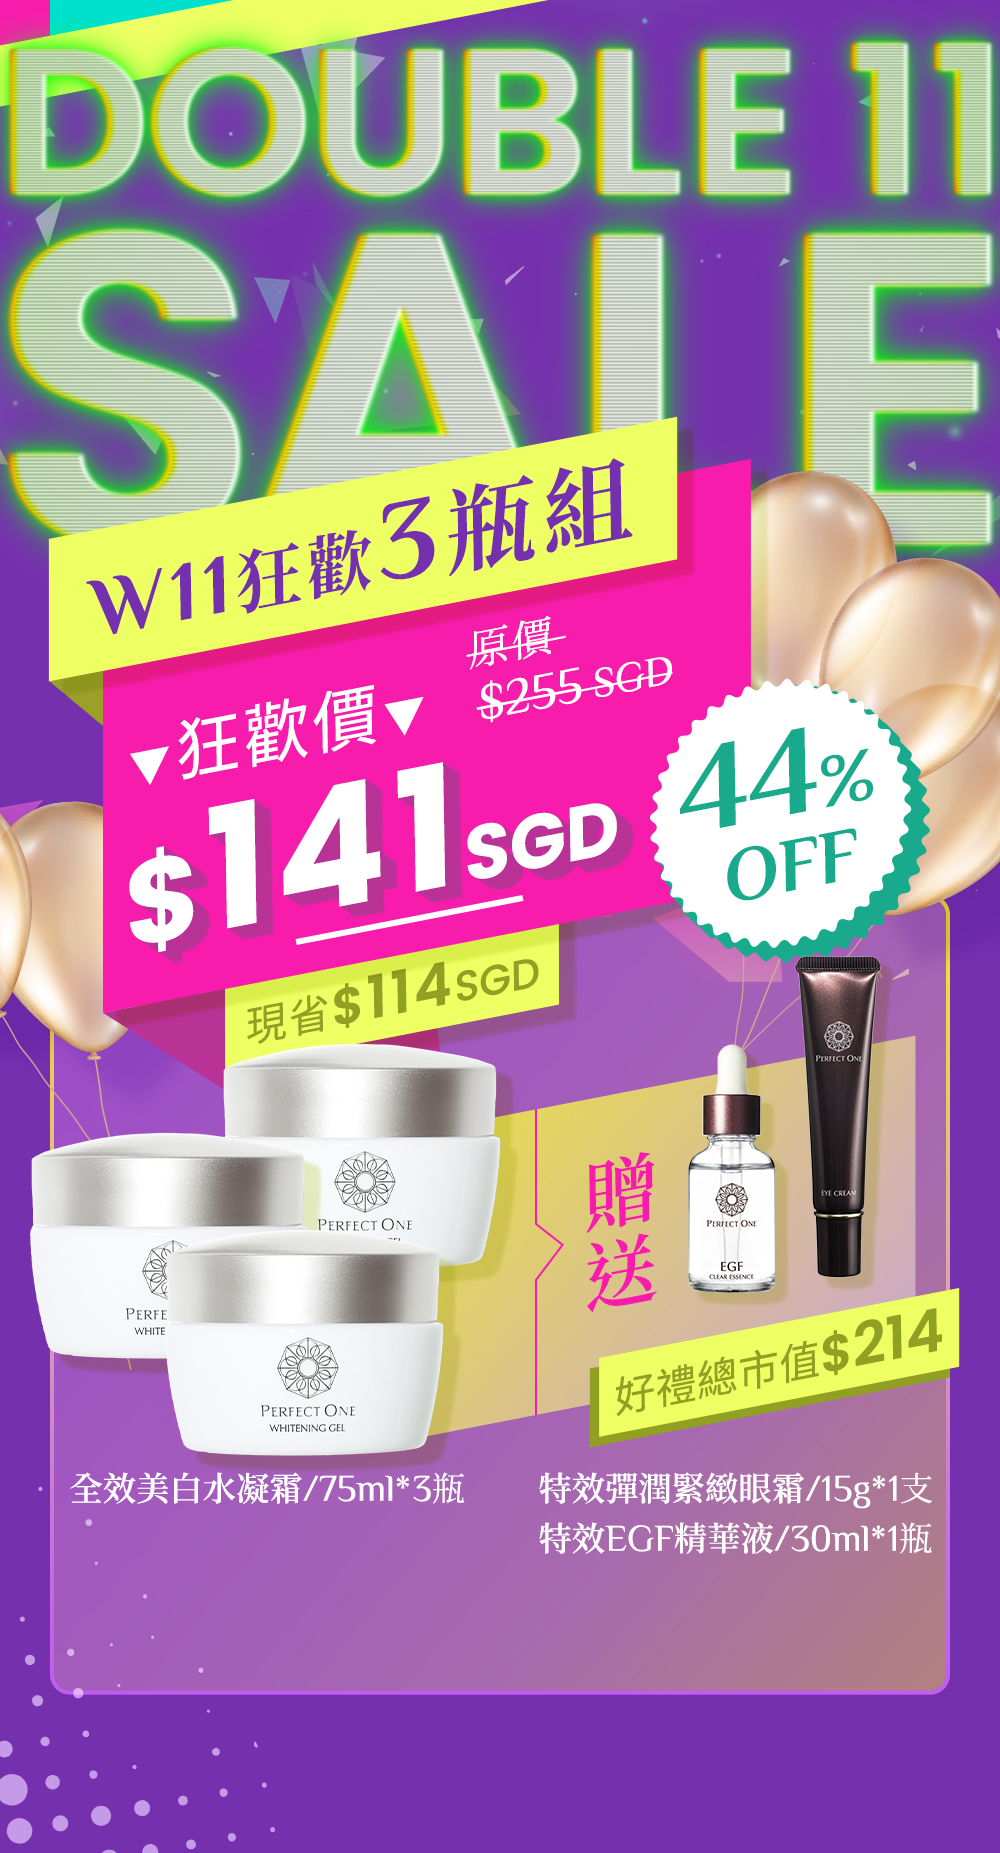 DOUBLE 11
SALE
W11狂歡3瓶組
原價
$255 SGD
▼狂歡價▼
$141 SGD
44%
OFF
現省$114 SGD
PERFECT ONE
PERFECT ONE
WHITENING GEL
贈送
PERFECT ONE
EGF
CLEAR ESSENCE
PERFECT ONE
EYE CREAM
好禮總市值$214
全效美白水凝霜/75ml*3瓶
特效彈潤緊緻眼霜/15g*1支
特效EGF精華液/30ml*1瓶